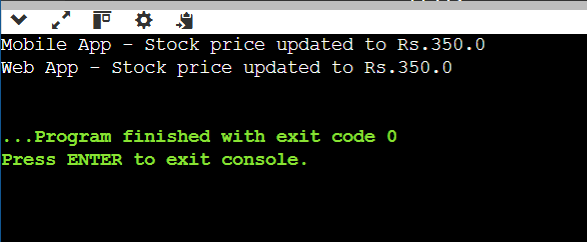 Mobile App - Stock price updated to Rs.350.0
Web App - Stock price updated to Rs.350.0
...Program finished with exit code 0
Press ENTER to exit console.